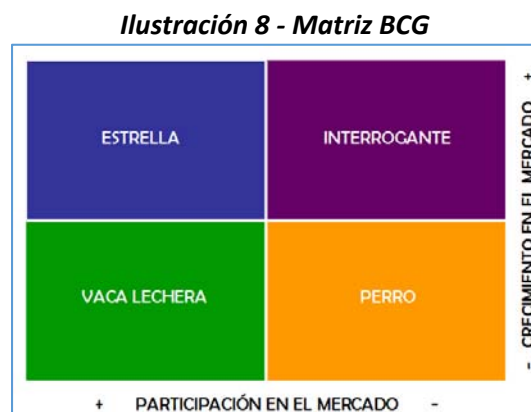 Ilustración 8 - Matriz BCG
ESTRELLA
INTERROGANTE
VACA LECHERA
PERRO
- CRECIMIENTO EN EL MERCADO +
+ PARTICIPACIÓN EN EL MERCADO -